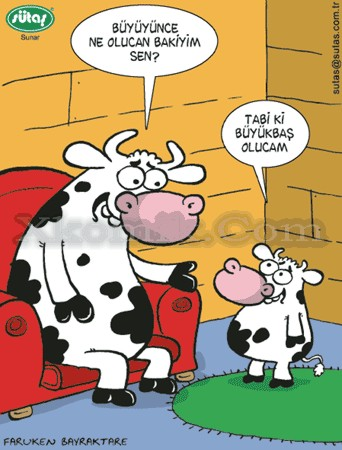 sütaş
Sunar
BÜYÜYÜNCE
NE OLUCAN BAKİYİM
SEN?
sutas@sutas.com.tr
TABİ Kİ
BÜYÜKBAŞ
OLUCAM
FARUKEN BAYRAKTARE